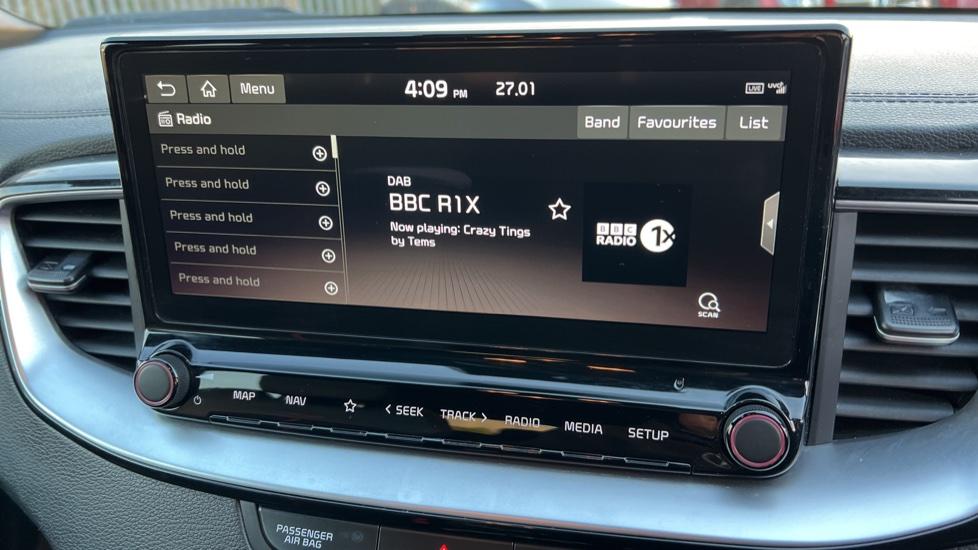 Menu
4:09 PM
27.01
LIVE
UVO
Radio
Band
Favourites
List
Press and hold
Press and hold
Press and hold
Press and hold
Press and hold
DAB
BBC R1X
Now playing: Crazy Tings
by Tems
BBC
RADIO 1x
SCAN
MAP
NAV
< SEEK
TRACK >
RADIO
MEDIA
SETUP
PASSENGER
AIR BAG